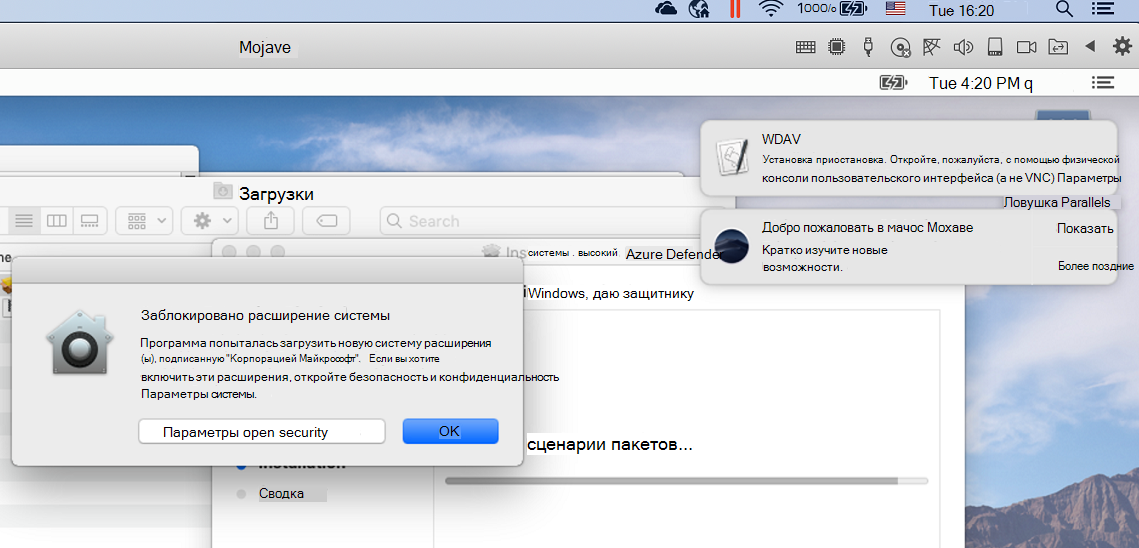 1000/o
Tue 16:20
Mojave
Tue 4:20 PM q
WDAV
Установка приостановка. Откройте, пожалуйста, с помощью физической
консоли пользовательского интерфейса (а не VNC) Параметры
Ловушка Parallels
Добро пожаловать в мачос Мохаве
Показать
Кратко изучите новые
возможности.
Более поздние
Загрузки
Search
Ins системы . высокий Azure Defender
Windows, даю защитнику
Заблокировано расширение системы
Программа попыталась загрузить новую систему расширения
(ы), подписанную "Корпорацией Майкрософт". Если вы хотите
включить эти расширения, откройте безопасность и конфиденциальность
Параметры системы.
Параметры open security
OK
сценарии пакетов...
Installation
Сводка